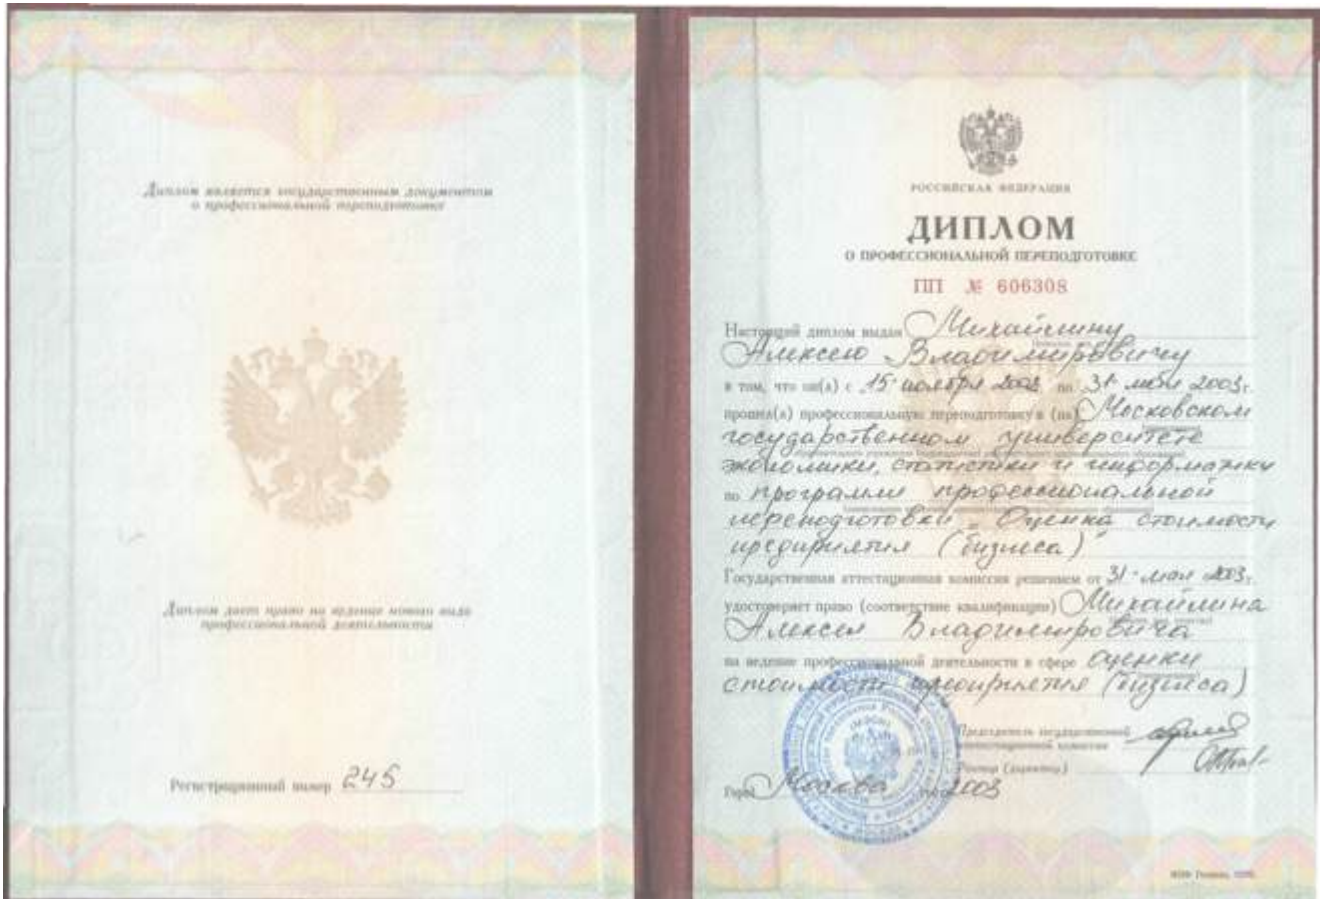 Диплом является государственным документом
о профессиональной переподготовке
Диплом дает право на ведение нового вида
профессиональной деятельности
Регистрационный номер 245
РОССИЙСКАЯ ФЕДЕРАЦИЯ
ДИПЛОМ
О ПРОФЕССИОНАЛЬНОЙ ПЕРЕПОДГОТОВКЕ
ПП № 606308
Настоящий диплом выдан Михайлину
Алексею Владимировичу
в том, что он(а) с 15 ноября по 31 мая 2003г.
прошел(а) профессиональную переподготовку в (на) Московском
государственном университете
экономики, статистики и информатики
по программе профессиональной
переподготовки „Оценка стоимости
предприятия (бизнеса)"
Государственная аттестационная комиссия решением от 31 мая 2003г.
удостоверяет право (соответствие квалификации) Михайлина
Алексея Владимировича
на ведение профессиональной деятельности в сфере оценки
стоимости предприятия (бизнеса)
Председатель государственной
аттестационной комиссии
Ректор (директор)
Город Москва 2003